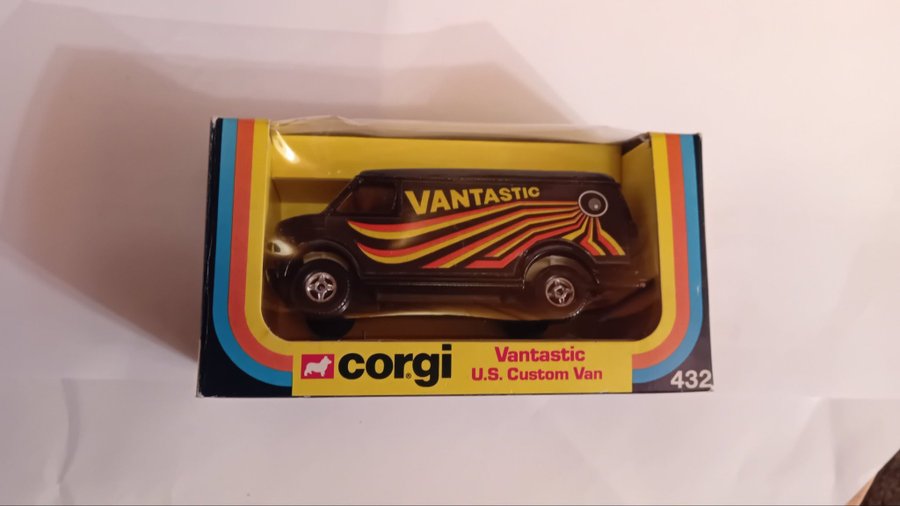 VANTASTIC
corgi
Vantastic
U.S. Custom Van
432